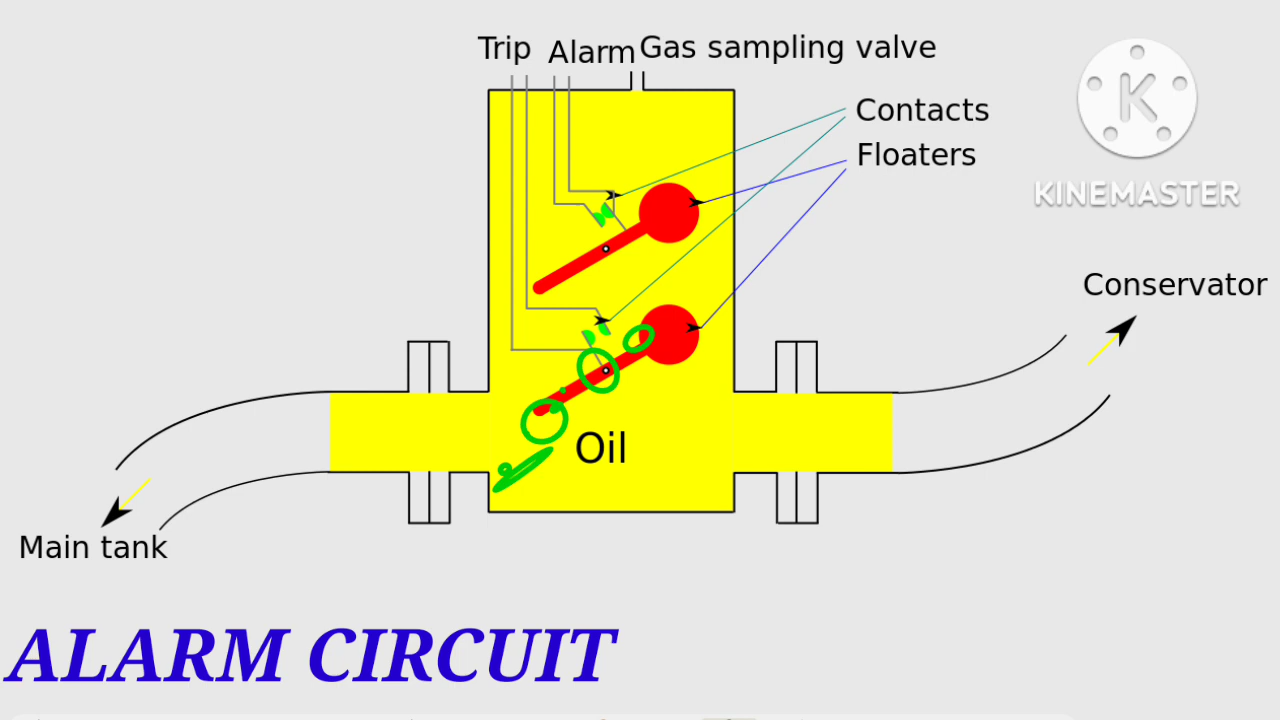 Trip Alarm Gas sampling valve
Contacts
Floaters
KINEMASTER
Conservator
Oil
Main tank
ALARM CIRCUIT